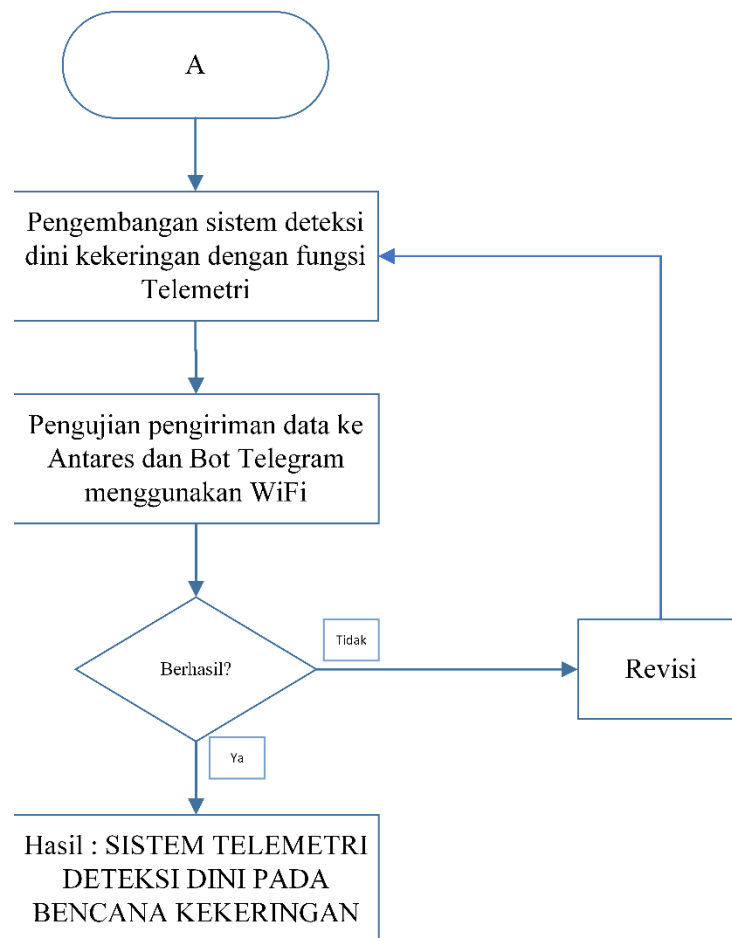 A
Pengembangan sistem deteksi
dini kekeringan dengan fungsi
Telemetri
Pengujian pengiriman data ke
Antares dan Bot Telegram
menggunakan WiFi
Berhasil?
Tidak
Revisi
Ya
Hasil : SISTEM TELEMETRI
DETEKSI DINI PADA
BENCANA KEKERINGAN